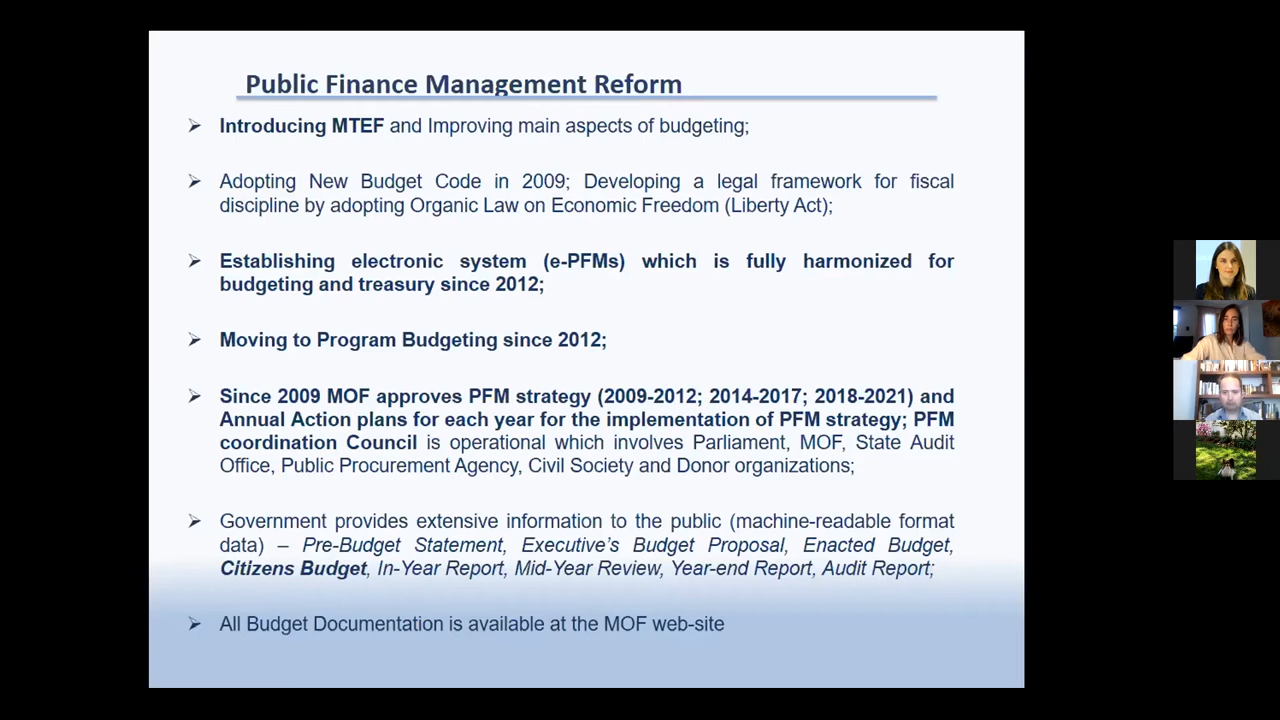 Public Finance Management Reform
➢ Introducing MTEF and Improving main aspects of budgeting;
➢ Adopting New Budget Code in 2009; Developing a legal framework for fiscal
discipline by adopting Organic Law on Economic Freedom (Liberty Act);
➢ Establishing electronic system (e-PFMs) which is fully harmonized for
budgeting and treasury since 2012;
➢ Moving to Program Budgeting since 2012;
➢ Since 2009 MOF approves PFM strategy (2009-2012; 2014-2017; 2018-2021) and
Annual Action plans for each year for the implementation of PFM strategy; PFM
coordination Council is operational which involves Parliament, MOF, State Audit
Office, Public Procurement Agency, Civil Society and Donor organizations;
➢ Government provides extensive information to the public (machine-readable format
data) – Pre-Budget Statement, Executive's Budget Proposal, Enacted Budget,
Citizens Budget, In-Year Report, Mid-Year Review, Year-end Report, Audit Report;
➢ All Budget Documentation is available at the MOF web-site